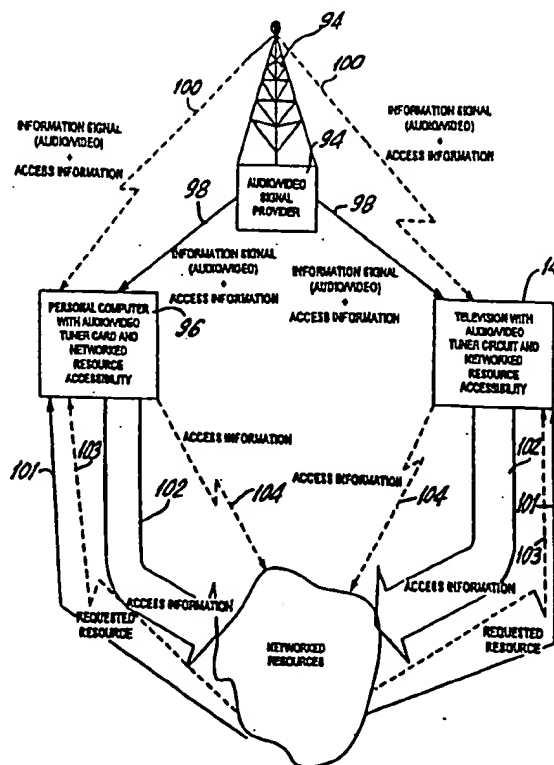 94
100
100
INFORMATION SIGNAL
(AUDIO/VIDEO)
+
ACCESS INFORMATION
INFORMATION SIGNAL
(AUDIO/VIDEO)
+
ACCESS INFORMATION
94
AUDIO/VIDEO
SIGNAL
PROVIDER
98
98
INFORMATION SIGNAL
(AUDIO/VIDEO)
+
ACCESS INFORMATION
INFORMATION SIGNAL
(AUDIO/VIDEO)
+
ACCESS INFORMATION
PERSONAL COMPUTER
WITH AUDIO/VIDEO
TUNER CARD AND
NETWORKED
RESOURCE
ACCESSIBILITY
96
14
TELEVISION WITH
AUDIO/VIDEO
TUNER CIRCUIT AND
NETWORKED
RESOURCE
ACCESSIBILITY
101
103
102
ACCESS INFORMATION
104
ACCESS INFORMATION
104
102
101
103
ACCESS INFORMATION
REQUESTED
RESOURCE
NETWORKED
RESOURCES
ACCESS INFORMATION
REQUESTED
RESOURCE